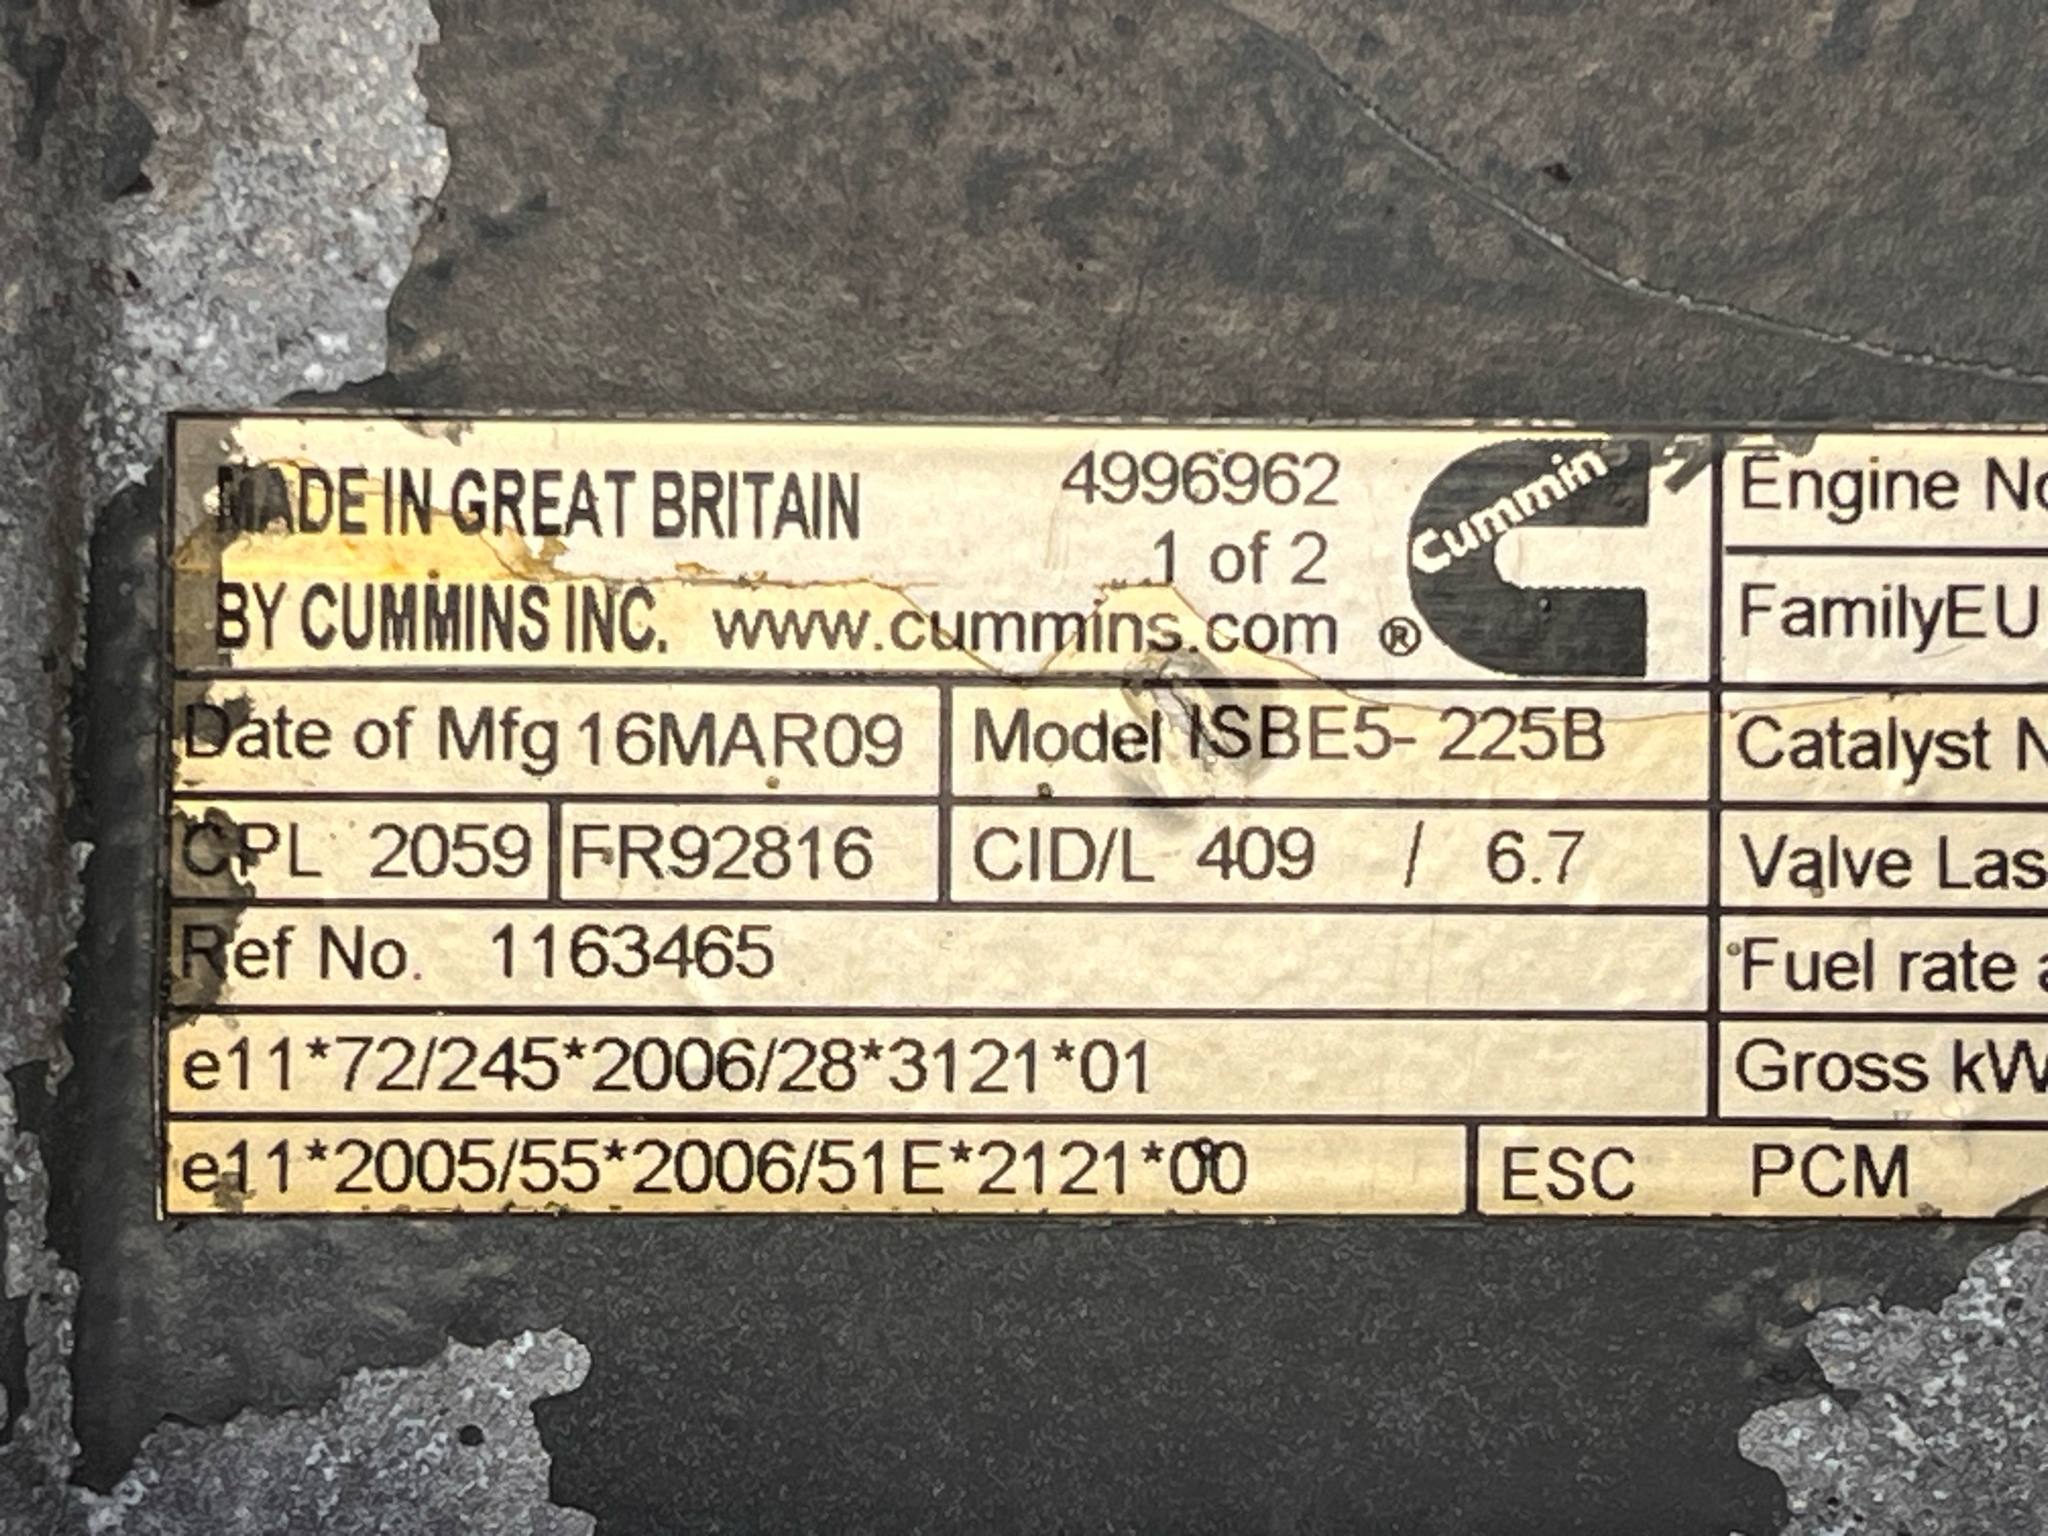 MADE IN GREAT BRITAIN
BY CUMMINS INC. www.cummins.com ®
4996962
1 of 2
Cummin
Date of Mfg 16MAR09
Model ISBE5- 225B
CPL 2059
FR92816
CID/L 409 / 6.7
Ref No. 1163465
e11*72/245*2006/28*3121*01
e11*2005/55*2006/51E*2121*00
ESC PCM
Engine No
FamilyEU
Catalyst N
Valve Las
Fuel rate a
Gross kW